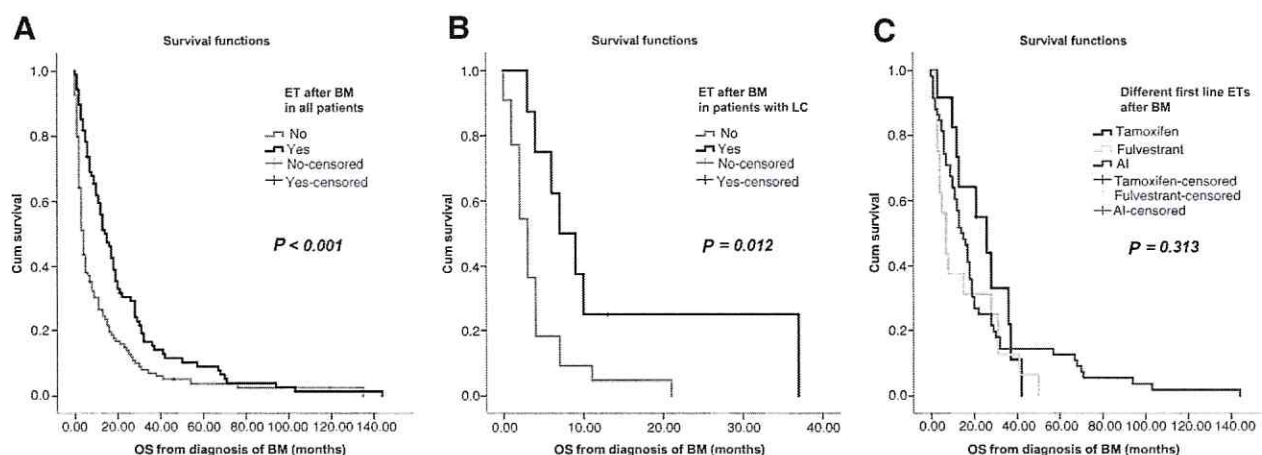 A
Survival functions
Cum survival
1.0
0.8
0.6
0.4
0.2
0.0
ET after BM
in all patients
No
Yes
No-censored
Yes-censored
P < 0.001
0.00 20.00 40.00 60.00 80.00 100.00 120.00 140.00
OS from diagnosis of BM (months)
B
Survival functions
Cum survival
1.0
0.8
0.6
0.4
0.2
0.0
ET after BM
in patients with LC
No
Yes
No-censored
Yes-censored
P = 0.012
0.00 10.00 20.00 30.00 40.00
OS from diagnosis of BM (months)
C
Survival functions
Cum survival
1.0
0.8
0.6
0.4
0.2
0.0
Different first line ETs
after BM
Tamoxifen
Fulvestrant
AI
Tamoxifen-censored
Fulvestrant-censored
AI-censored
P = 0.313
0.00 20.00 40.00 60.00 80.00 100.00 120.00 140.00
OS from diagnosis of BM (months)